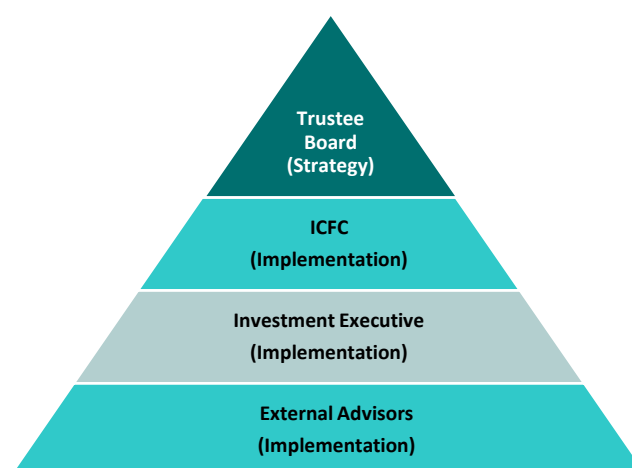 Trustee
Board
(Strategy)
ICFC
(Implementation)
Investment Executive
(Implementation)
External Advisors
(Implementation)